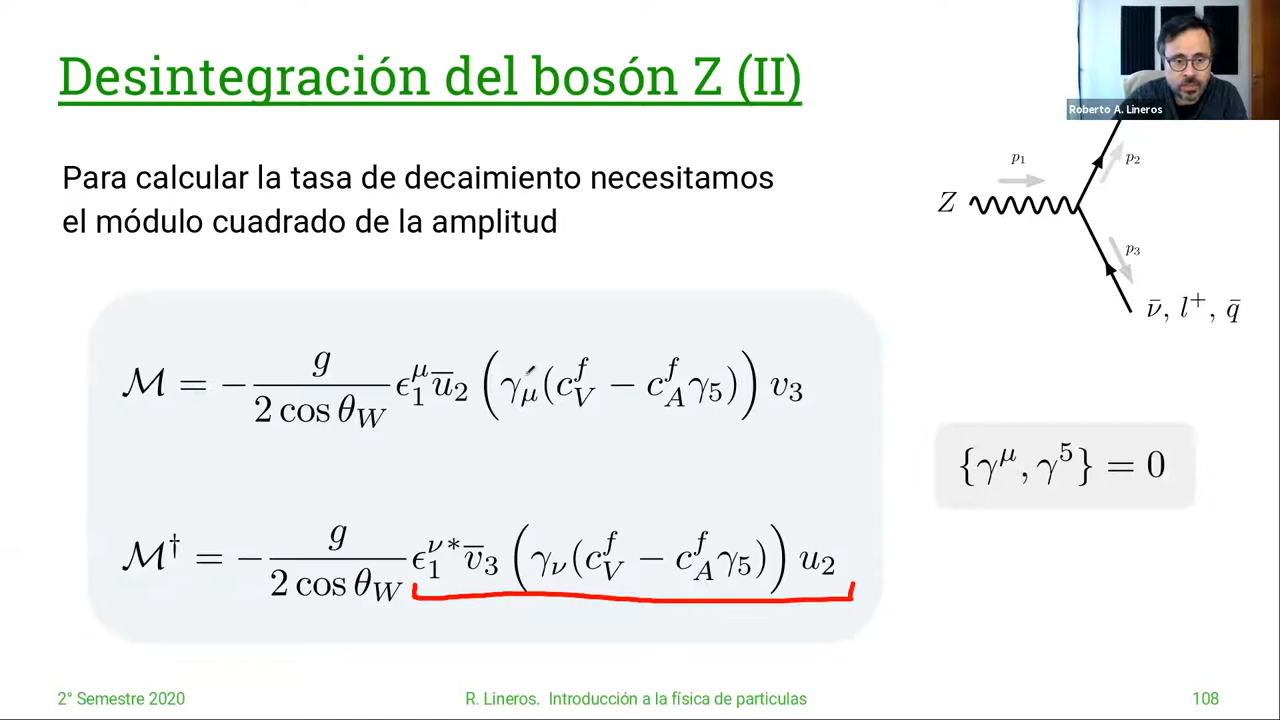 Desintegración del bosón Z (II)
Roberto A. Lineros
Para calcular la tasa de decaimiento necesitamos
el módulo cuadrado de la amplitud
Z
p₁
p₂
p₃
ν̄, l⁺, q̄
ℳ = −g/(2 cos θ_W) ϵ₁^μ u̅₂ (γ_μ(c_V^f − c_A^f γ₅)) v₃
{γ^μ, γ⁵} = 0
ℳ† = −g/(2 cos θ_W) ϵ₁^ν* v̅₃ (γ_ν(c_V^f − c_A^f γ₅)) u₂
2° Semestre 2020
R. Lineros. Introducción a la física de particulas
108